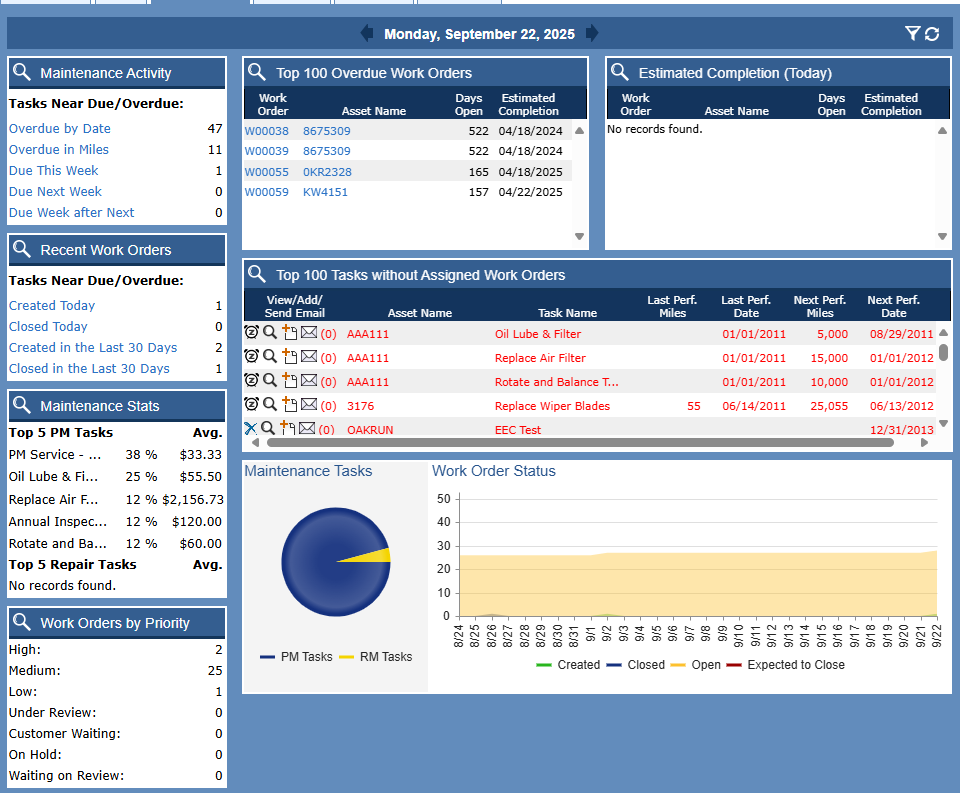 Monday, September 22, 2025
Maintenance Activity
Tasks Near Due/Overdue:
Overdue by Date 47
Overdue in Miles 11
Due This Week 1
Due Next Week 0
Due Week after Next 0
Recent Work Orders
Tasks Near Due/Overdue:
Created Today 1
Closed Today 0
Created in the Last 30 Days 2
Closed in the Last 30 Days 1
Maintenance Stats
Top 5 PM Tasks Avg.
PM Service - ... 38 % $33.33
Oil Lube & Fi... 25 % $55.50
Replace Air F... 12 % $2,156.73
Annual Inspec... 12 % $120.00
Rotate and Ba... 12 % $60.00
Top 5 Repair Tasks Avg.
No records found.
Work Orders by Priority
High: 2
Medium: 25
Low: 1
Under Review: 0
Customer Waiting: 0
On Hold: 0
Waiting on Review: 0
Top 100 Overdue Work Orders
Work Order Asset Name Days Open Estimated Completion
W00038 8675309 522 04/18/2024
W00039 8675309 522 04/18/2024
W00055 0KR2328 165 04/18/2025
W00059 KW4151 157 04/22/2025
Estimated Completion (Today)
Work Order Asset Name Days Open Estimated Completion
No records found.
Top 100 Tasks without Assigned Work Orders
View/Add/ Send Email Asset Name Task Name Last Perf. Miles Last Perf. Date Next Perf. Miles Next Perf. Date
(0) AAA111 Oil Lube & Filter 01/01/2011 5,000 08/29/2011
(0) AAA111 Replace Air Filter 01/01/2011 15,000 01/01/2012
(0) AAA111 Rotate and Balance T... 01/01/2011 10,000 01/01/2012
(0) 3176 Replace Wiper Blades 55 06/14/2011 25,055 06/13/2012
(0) OAKRUN EEC Test 12/31/2013
Maintenance Tasks
PM Tasks RM Tasks
Work Order Status
50
40
30
20
10
0
8/24 8/25 8/26 8/27 8/28 8/29 8/30 8/31 9/1 9/2 9/3 9/4 9/5 9/6 9/7 9/8 9/9 9/10 9/11 9/12 9/13 9/14 9/15 9/16 9/17 9/18 9/19 9/20 9/21 9/22
Created Closed Open Expected to Close